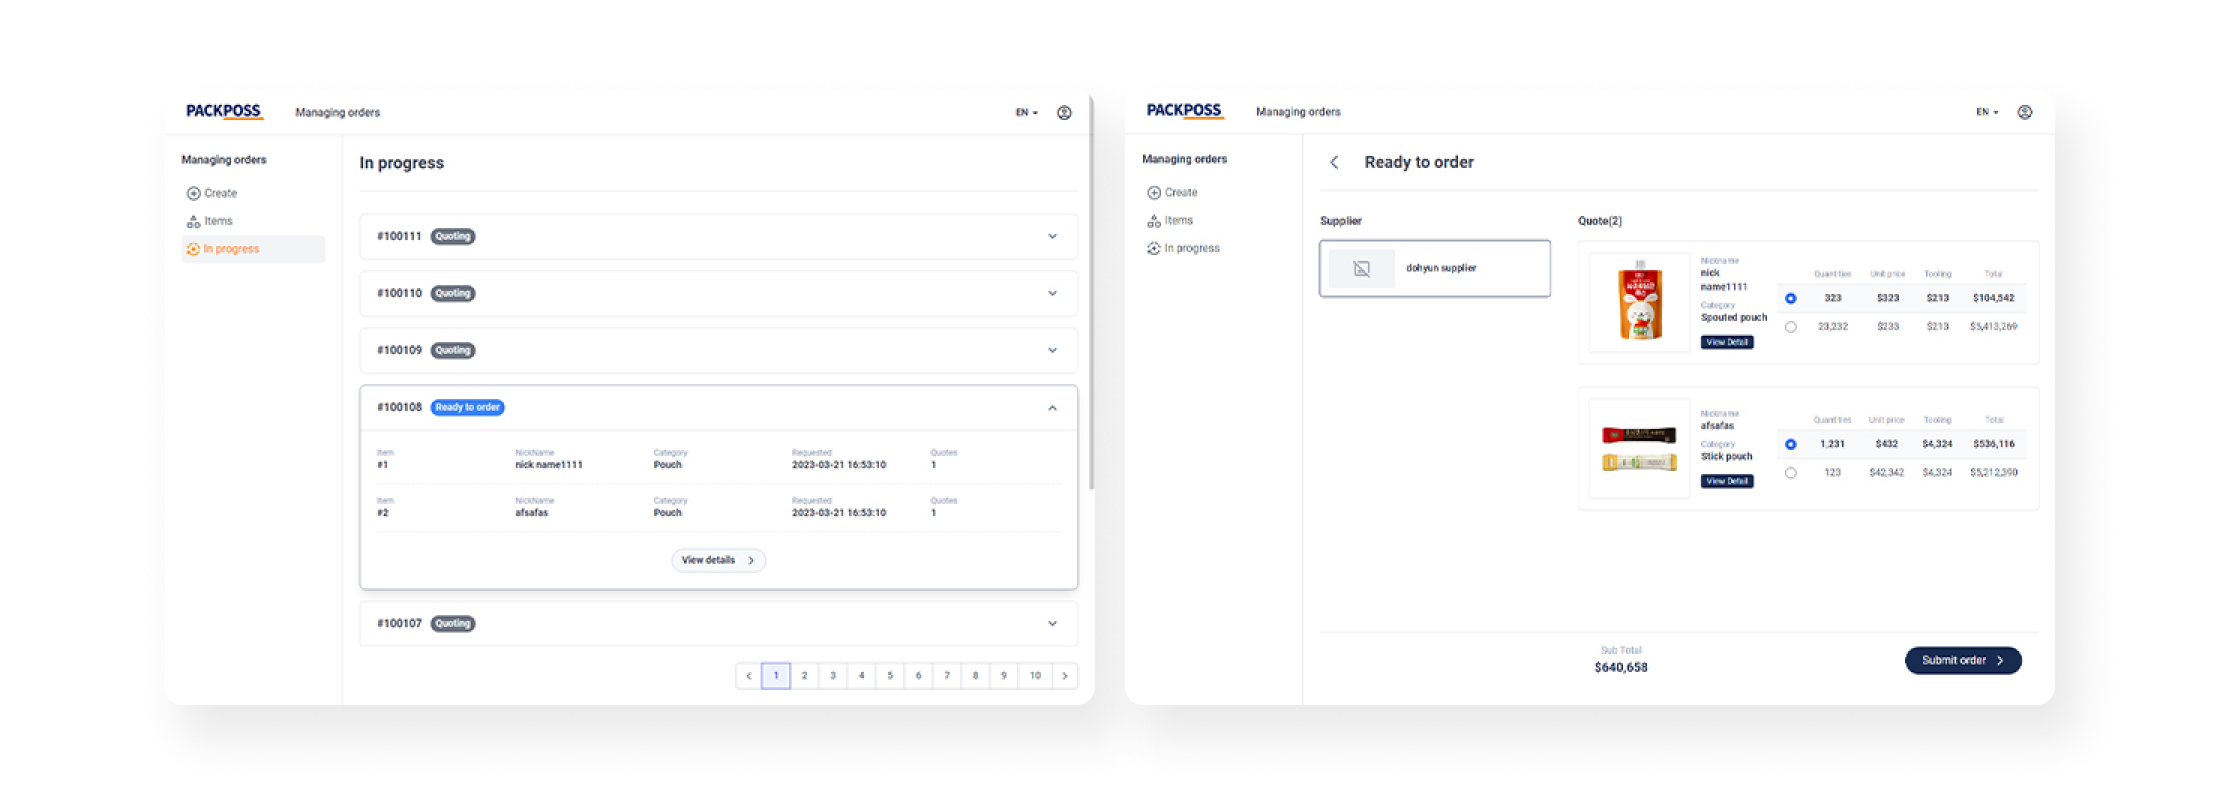 PACKPOSS
Managing orders
EN
Managing orders
Create
Items
In progress
In progress
#100111 Quoting
#100110 Quoting
#100109 Quoting
#100108 Ready to order
Item NickName Category Requested Quotes
#1 nick name1111 Pouch 2023-03-21 16:53:10 1
Item NickName Category Requested Quotes
#2 afsafas Pouch 2023-03-21 16:53:10 1
View details
#100107 Quoting
1 2 3 4 5 6 7 8 9 10
PACKPOSS
Managing orders
EN
Managing orders
Create
Items
In progress
Ready to order
Supplier
dohyun supplier
Quote(2)
Nickname
nick
name1111
Category
Spouted pouch
View Detail
Quantities Unit price Tooling Total
323 $323 $213 $104,542
23,232 $233 $213 $5,413,269
Nickname
afsafas
Category
Stick pouch
View Detail
Quantities Unit price Tooling Total
1,231 $432 $4,324 $536,116
123 $42,342 $4,324 $5,212,390
Sub Total
$640,658
Submit order